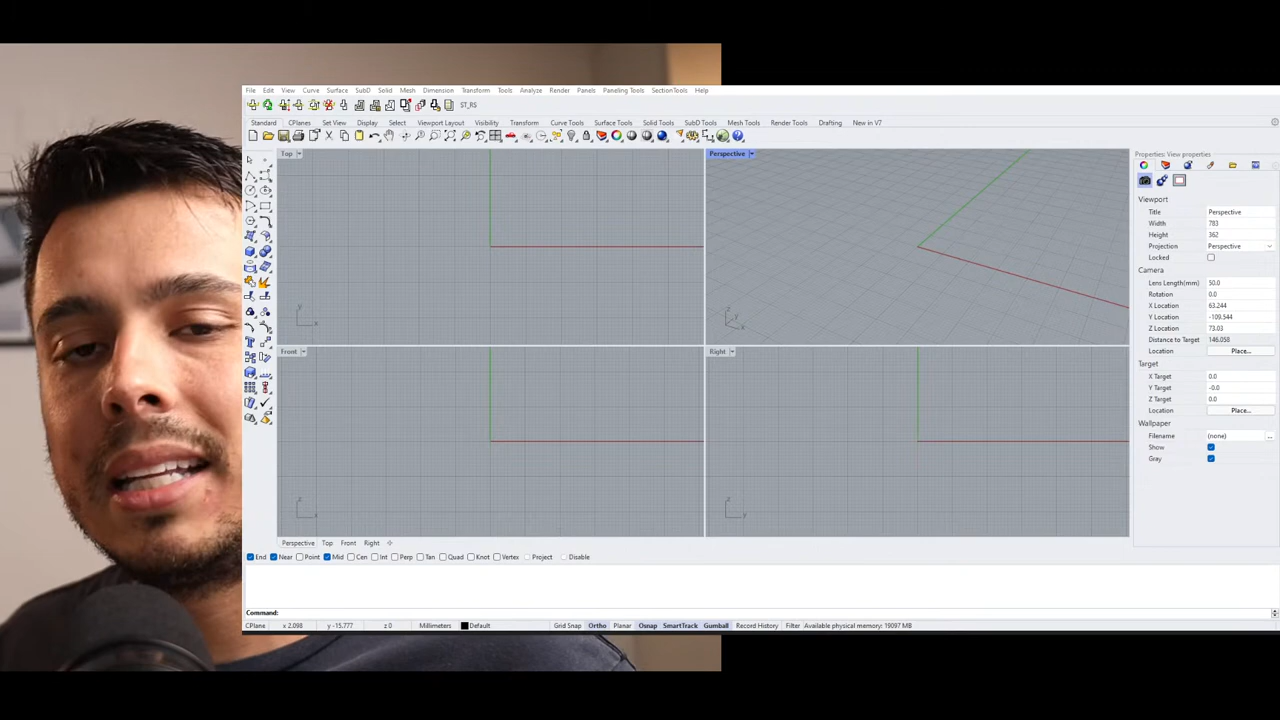 File Edit View Curve Surface SubD Solid Mesh Dimension Transform Tools Analyze Render Panels Paneling Tools SectionTools Help
ST_RS
Standard CPlanes Set View Display Select Viewport Layout Visibility Transform Curve Tools Surface Tools Solid Tools SubD Tools Mesh Tools Render Tools Drafting New in V7
Top
Perspective
Properties: View properties
Viewport
Title Perspective
Width 783
Height 362
Projection Perspective
Locked
Camera
Lens Length(mm) 50.0
Rotation 0.0
X Location 63.244
Y Location -109.544
Z Location 73.03
Distance to Target 146.058
Location Place...
Target
X Target 0.0
Y Target -0.0
Z Target 0.0
Location Place...
Wallpaper
Filename (none) ...
Show
Gray
y
x
z
y
x
Front
Right
z
x
z
y
Perspective Top Front Right
End Near Point Mid Cen Int Perp Tan Quad Knot Vertex Project Disable
Command:
CPlane x 2.098 y -15.777 z 0 Millimeters Default Grid Snap Ortho Planar Osnap SmartTrack Gumball Record History Filter Available physical memory: 19097 MB